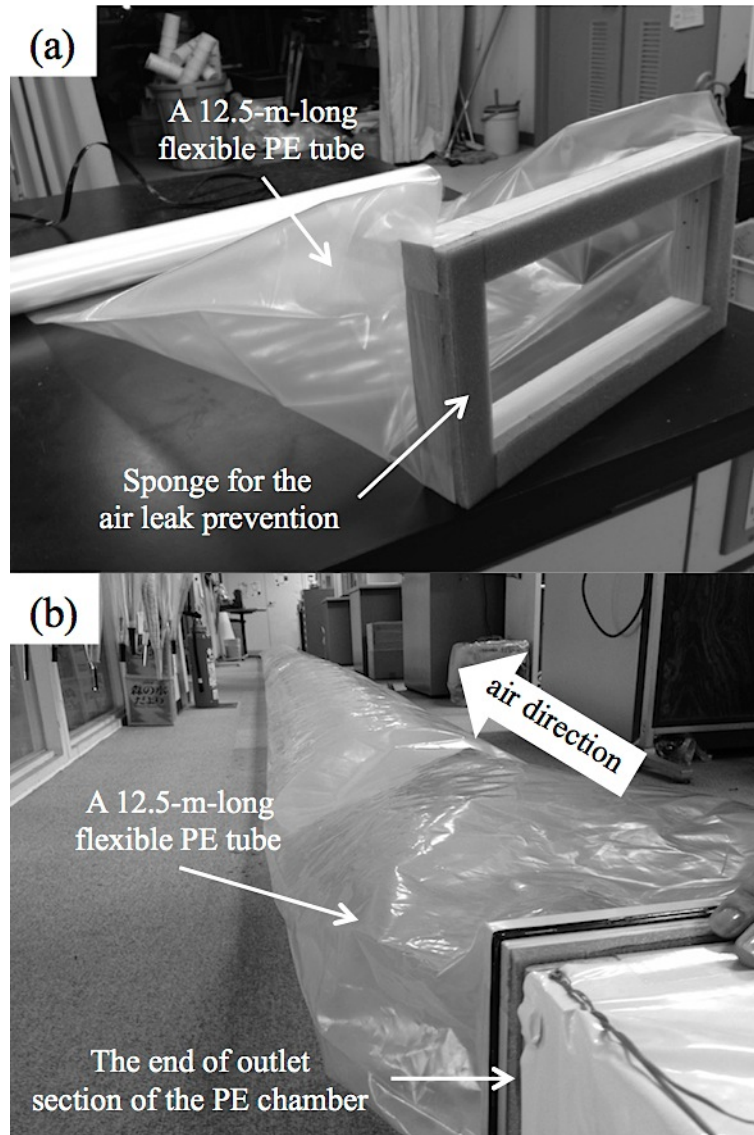 (a)
A 12.5-m-long
flexible PE tube
Sponge for the
air leak prevention
(b)
air direction
A 12.5-m-long
flexible PE tube
The end of outlet
section of the PE chamber